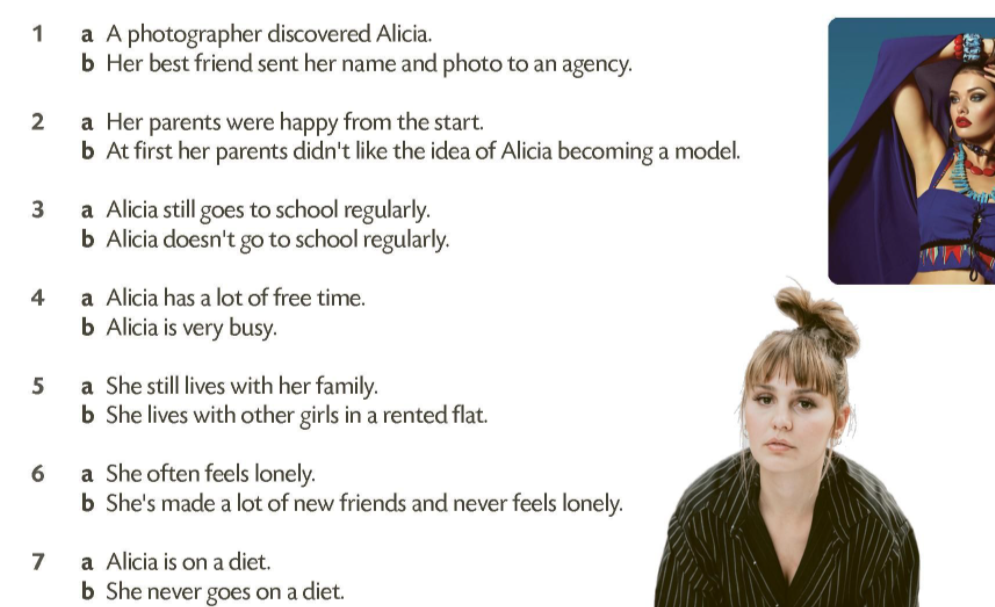 1 a A photographer discovered Alicia.
b Her best friend sent her name and photo to an agency.
2 a Her parents were happy from the start.
b At first her parents didn't like the idea of Alicia becoming a model.
3 a Alicia still goes to school regularly.
b Alicia doesn't go to school regularly.
4 a Alicia has a lot of free time.
b Alicia is very busy.
5 a She still lives with her family.
b She lives with other girls in a rented flat.
6 a She often feels lonely.
b She's made a lot of new friends and never feels lonely.
7 a Alicia is on a diet.
b She never goes on a diet.